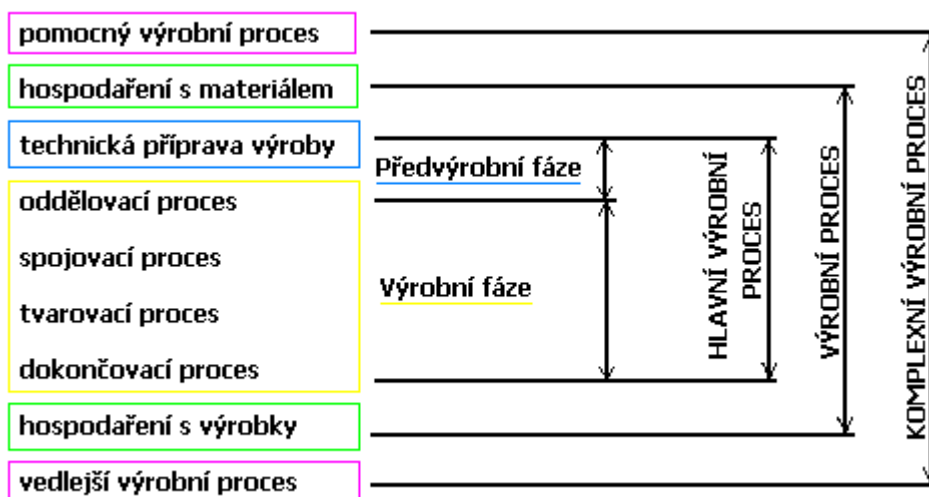 pomocný výrobní proces
hospodaření s materiálem
technická příprava výroby
Předvýrobní fáze
oddělovací proces
spojovací proces
Výrobní fáze
tvarovací proces
dokončovací proces
hospodaření s výrobky
vedlejší výrobní proces
HLAVNÍ VÝROBNÍ
PROCES
VÝROBNÍ PROCES
KOMPLEXNÍ VÝROBNÍ PROCES